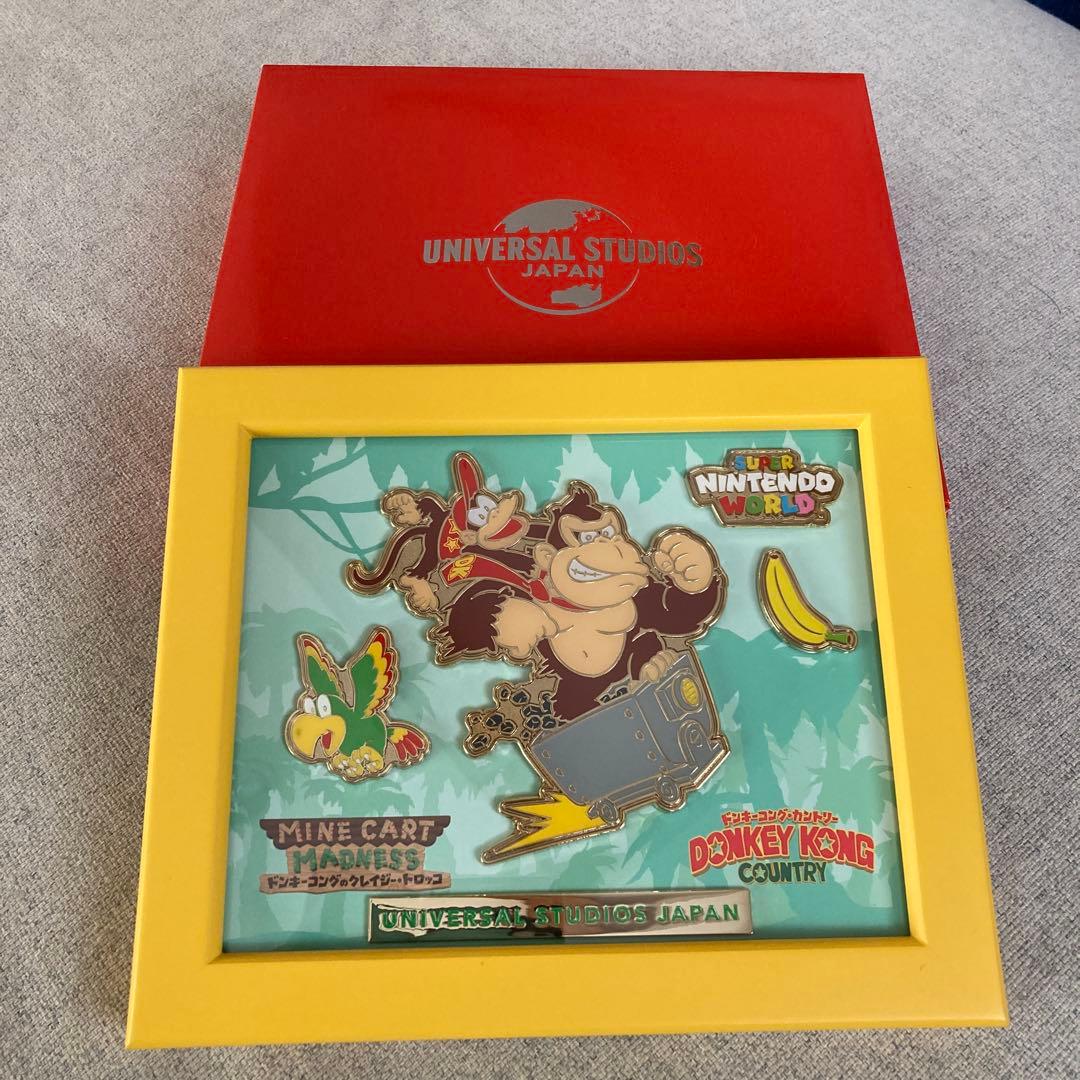 UNIVERSAL STUDIOS
JAPAN
SUPER
NINTENDO
WORLD
DK
MINE CART
MADNESS
ドンキーコングのクレイジー・トロッコ
ドンキーコング・カントリー
DONKEY KONG
COUNTRY
UNIVERSAL STUDIOS JAPAN